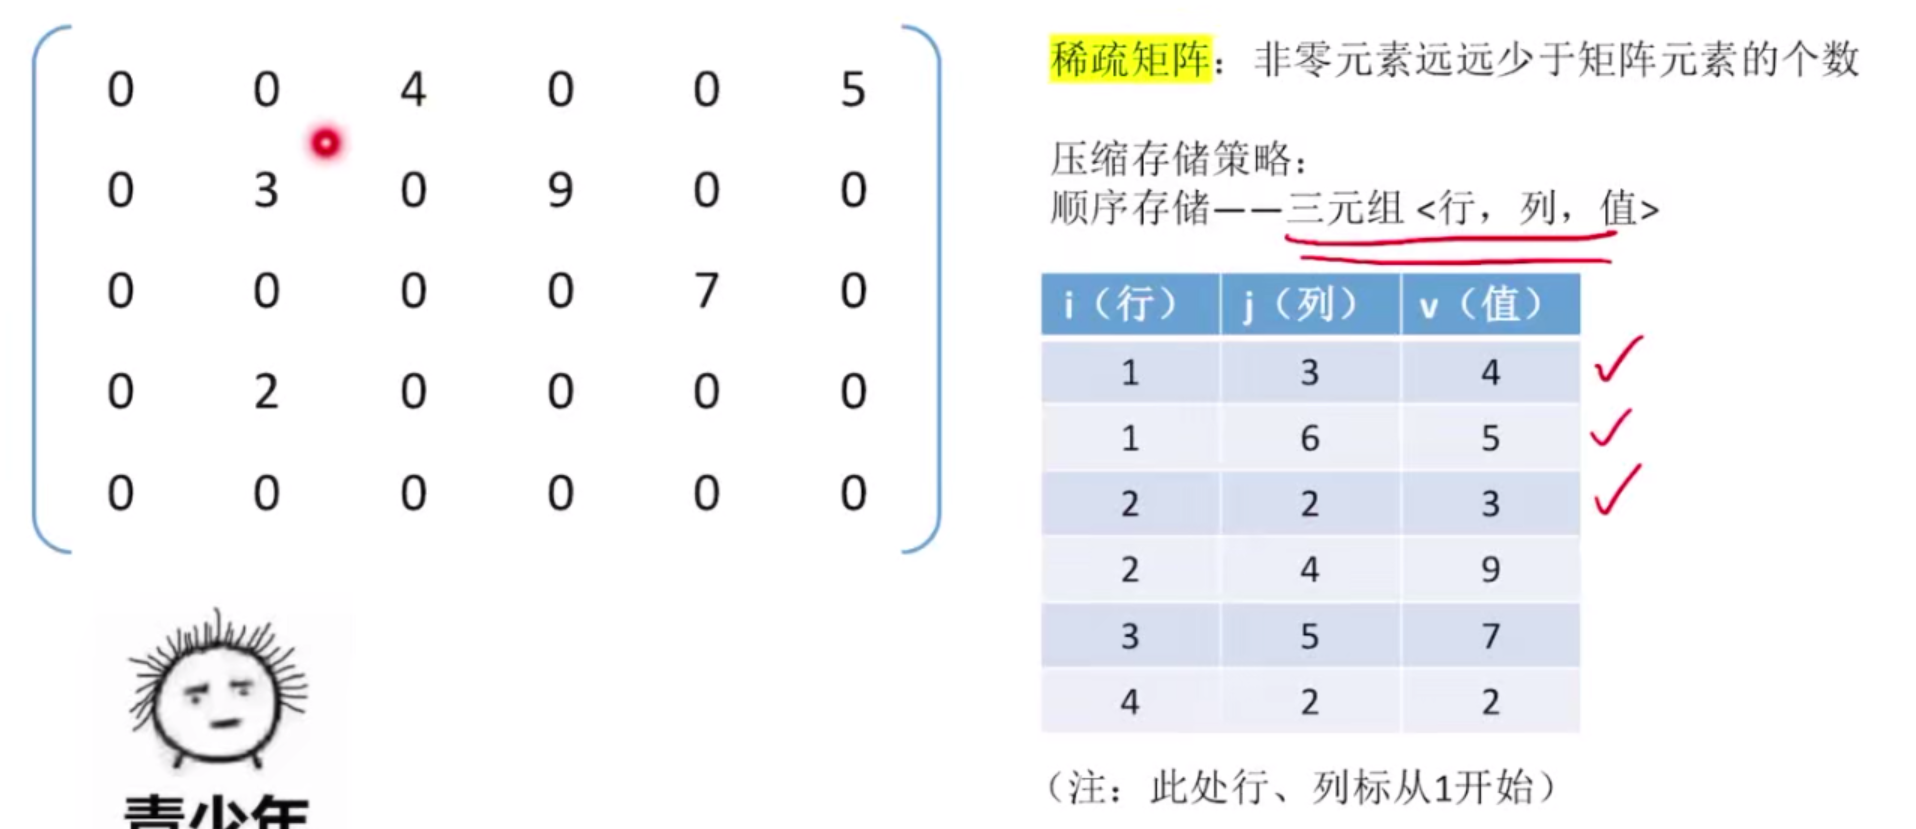 0 0 4 0 0 5
0 3 0 9 0 0
0 0 0 0 7 0
0 2 0 0 0 0
0 0 0 0 0 0
青少年
稀疏矩阵：非零元素远远少于矩阵元素的个数
压缩存储策略：
顺序存储——三元组 <行，列，值>
i（行） j（列） v（值）
1 3 4
1 6 5
2 2 3
2 4 9
3 5 7
4 2 2
（注：此处行、列标从1开始）